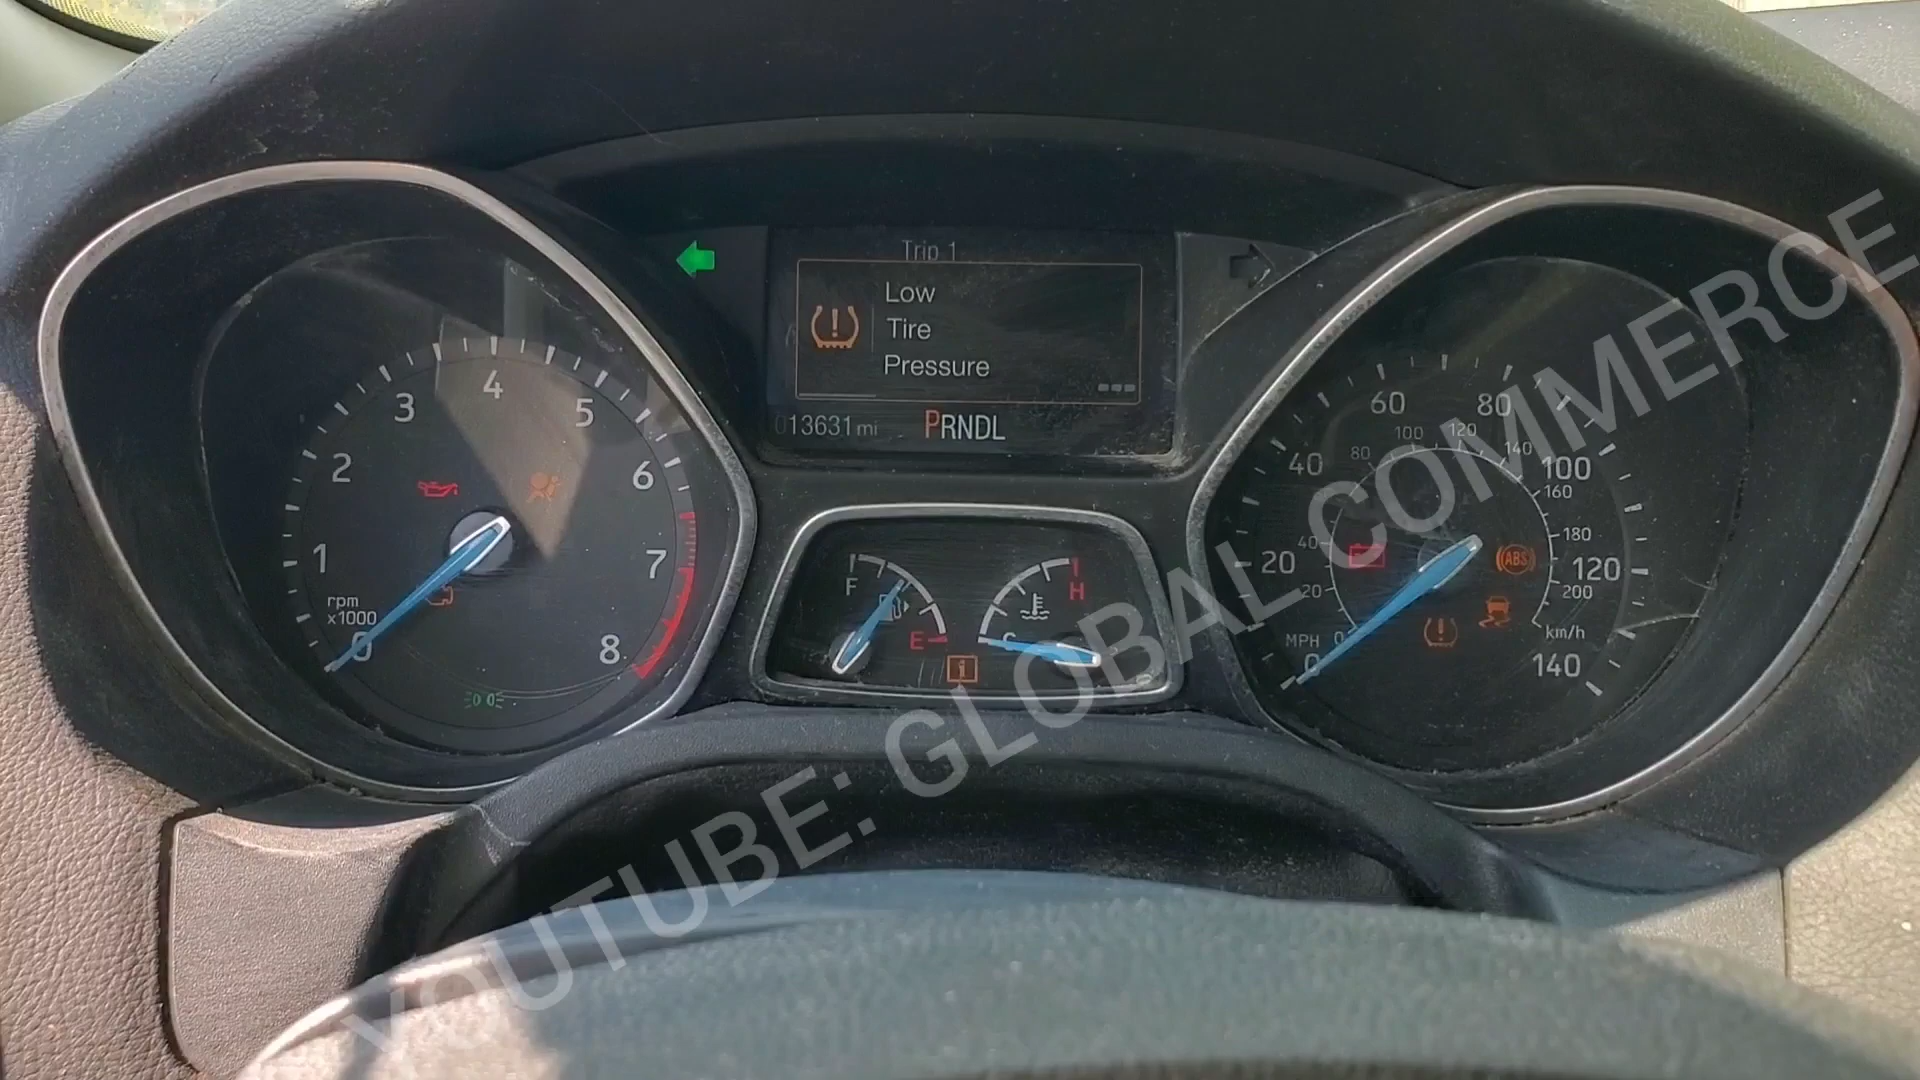 Trip 1
Low
Tire
Pressure
013631 mi
PRNDL
1
2
3
4
5
6
7
8
0
rpm
x1000
F
E
C
H
0
20
40
60
80
100
120
140
MPH
0
20
40
80
100
120
140
160
180
200
km/h
ABS
YOUTUBE: GLOBAL COMMERCE